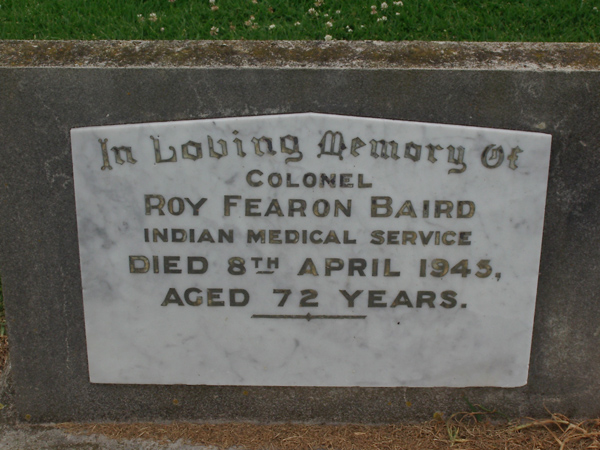 In Loving Memory Of
COLONEL
ROY FEARON BAIRD
INDIAN MEDICAL SERVICE
DIED 8TH APRIL 1945,
AGED 72 YEARS.